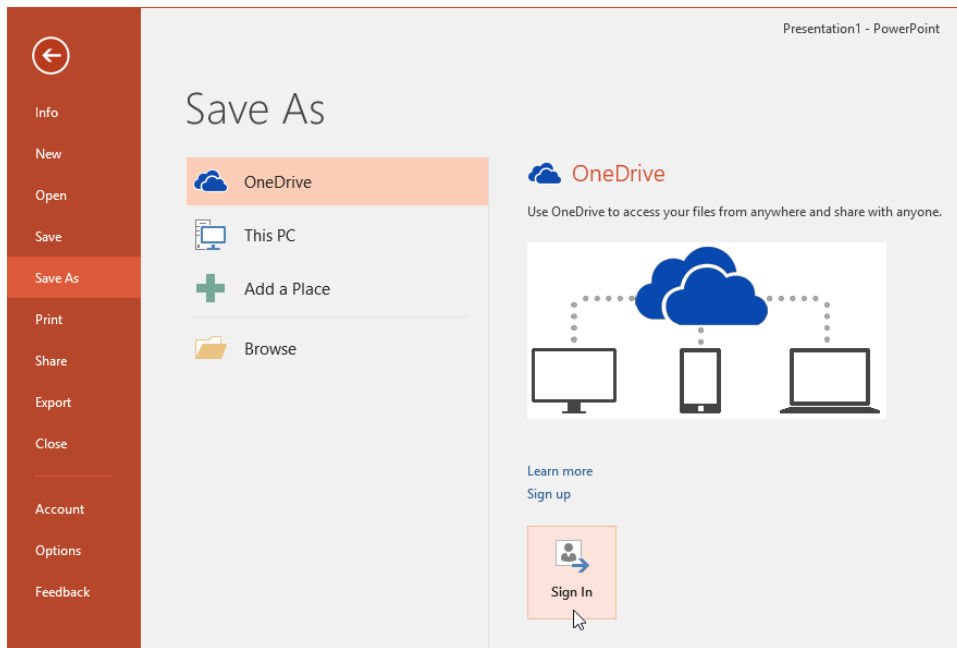 Presentation1 - PowerPoint
Info
New
Open
Save
Save As
Print
Share
Export
Close
Account
Options
Feedback
Save As
OneDrive
This PC
Add a Place
Browse
OneDrive
Use OneDrive to access your files from anywhere and share with anyone.
Learn more
Sign up
Sign In